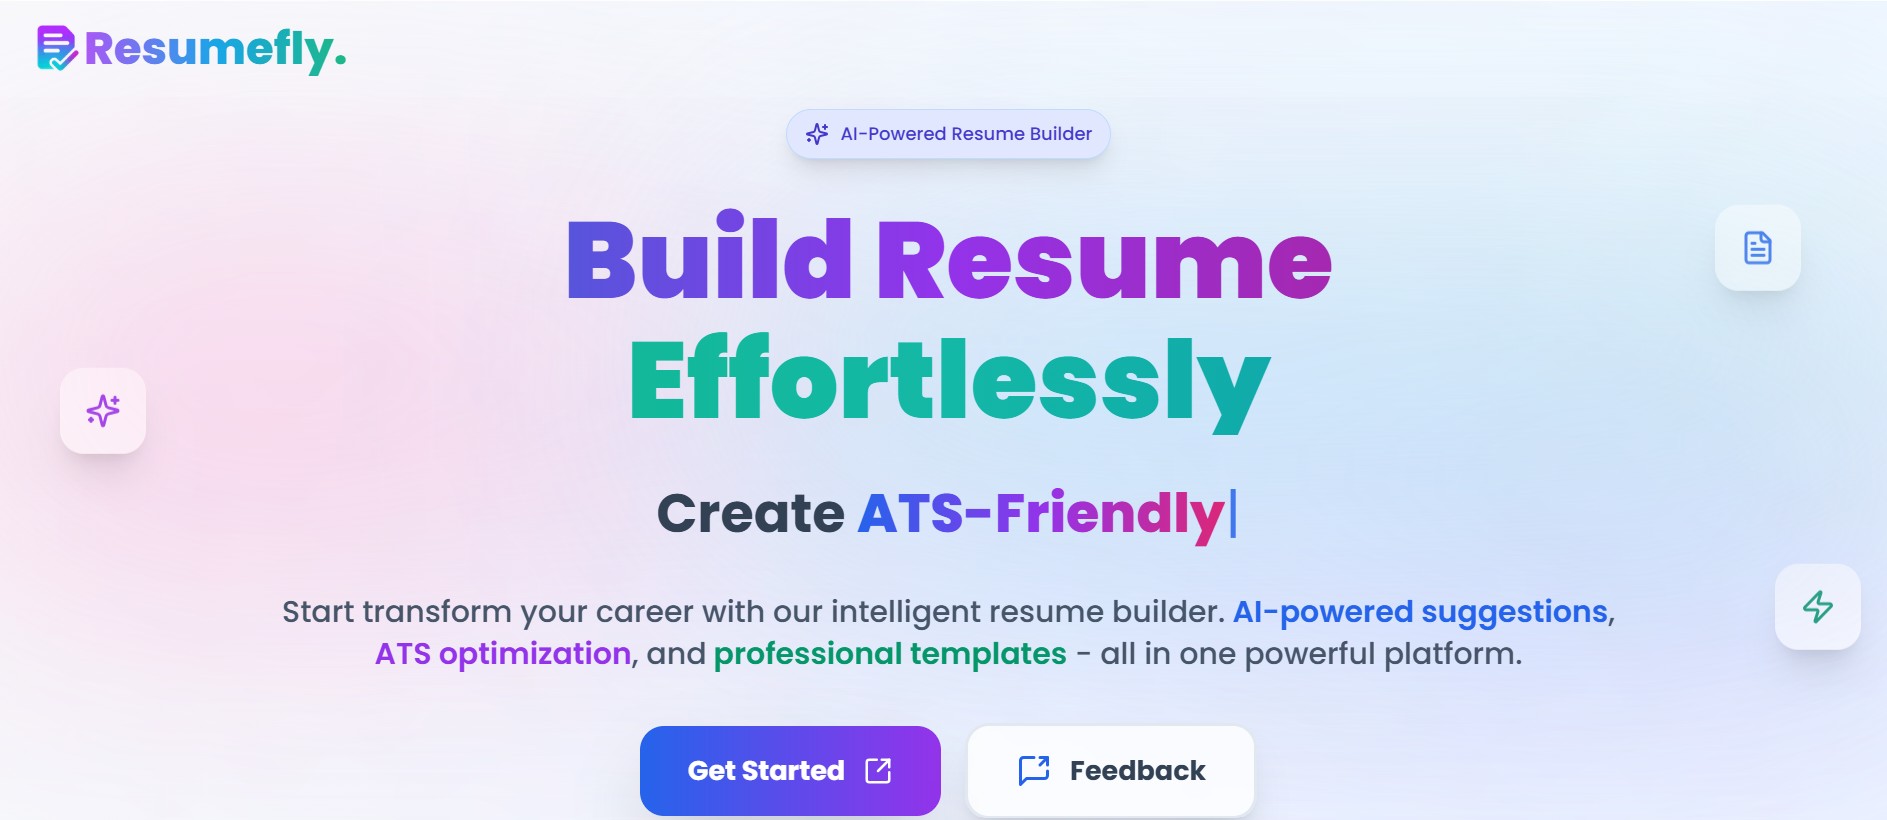 Resumefly.
AI-Powered Resume Builder
Build Resume
Effortlessly
Create ATS-Friendly
Start transform your career with our intelligent resume builder. AI-powered suggestions,
ATS optimization, and professional templates - all in one powerful platform.
Get Started
Feedback